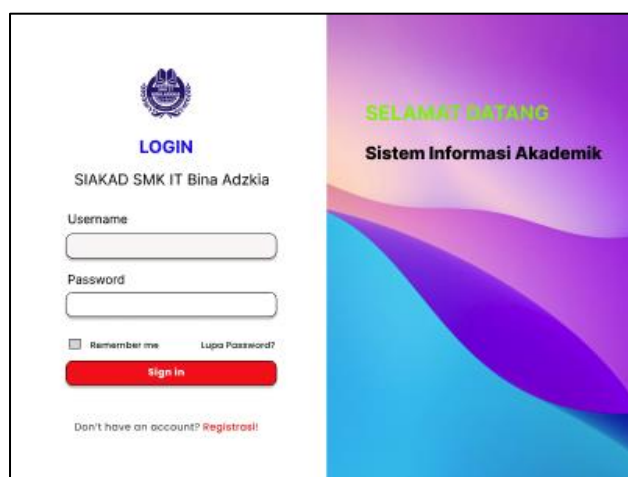 LOGIN
SIAKAD SMK IT Bina Adzkia
Username
Password
Remember me Lupa Password?
Sign in
Don't have an account? Registrasi!
SELAMAT DATANG
Sistem Informasi Akademik